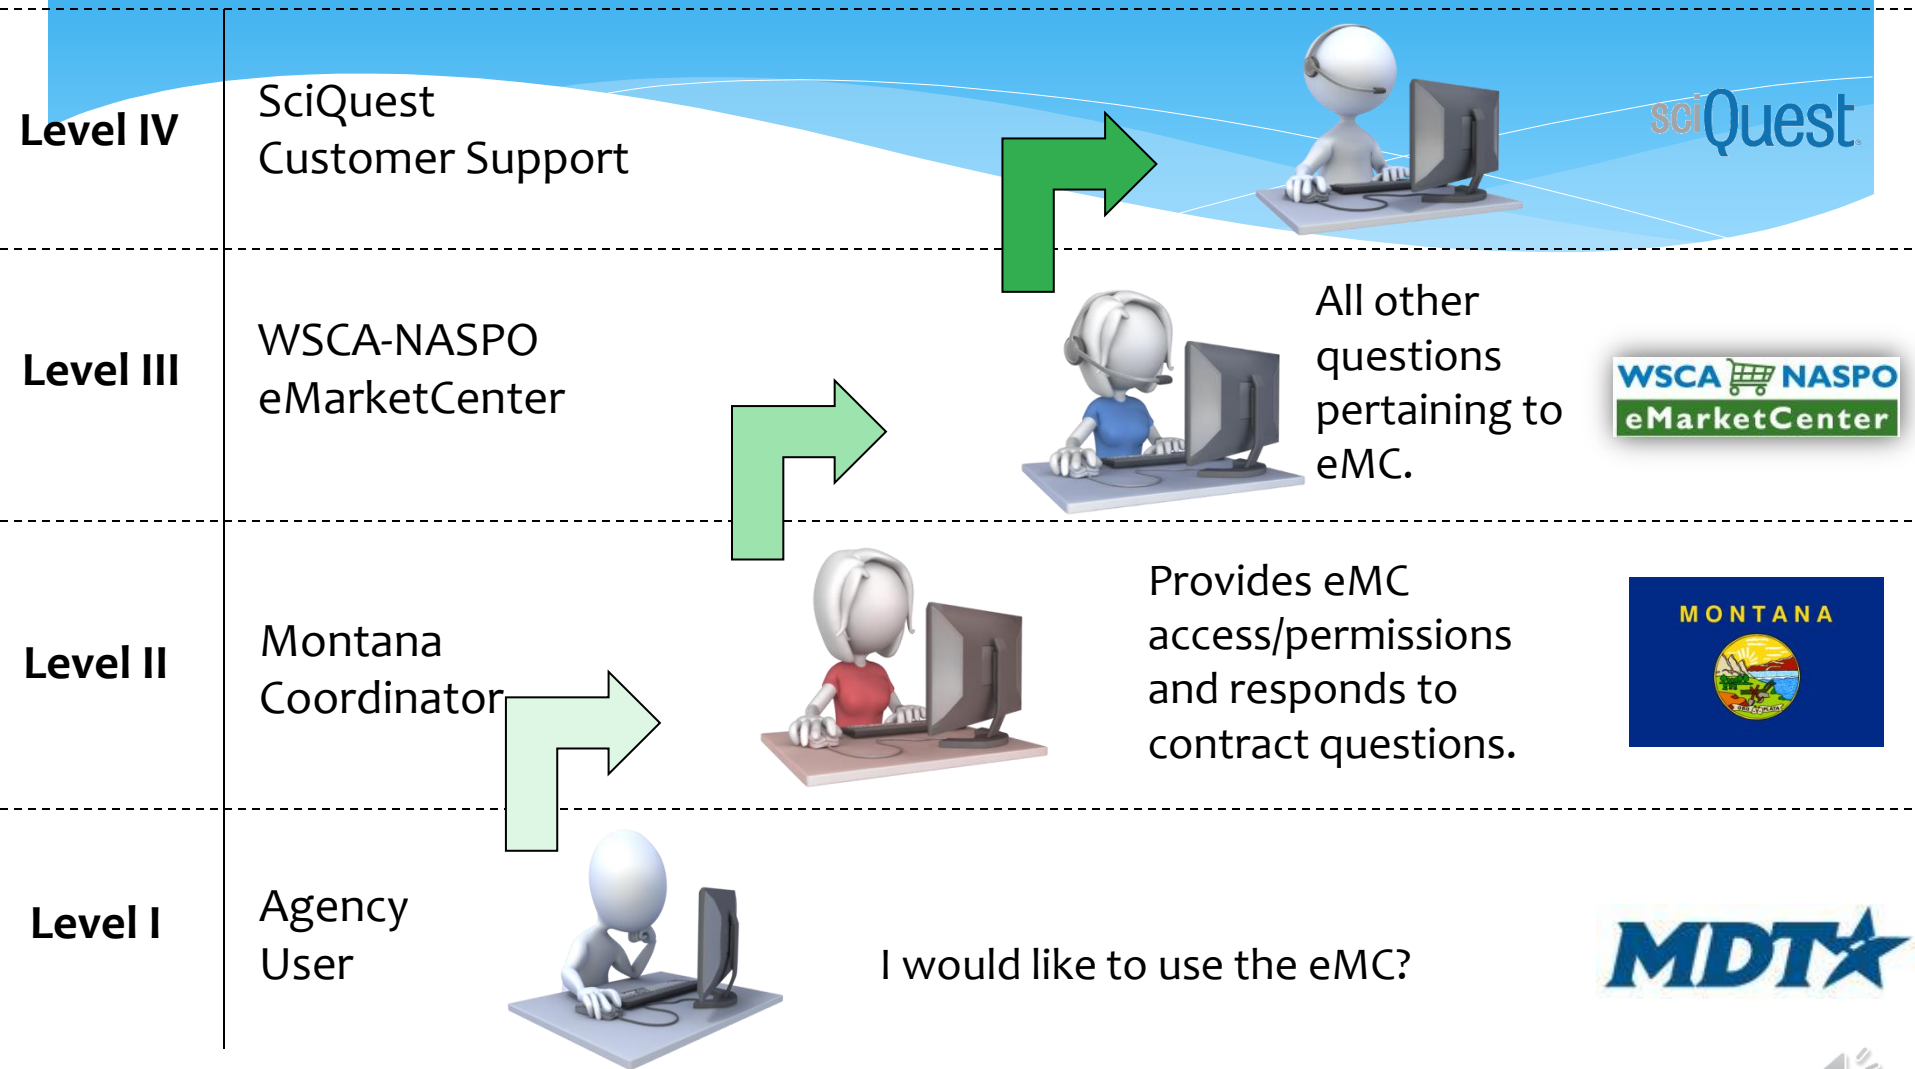 Level IV
SciQuest
Customer Support
sciQuest
Level III
WSCA-NASPO
eMarketCenter
All other
questions
pertaining to
eMC.
WSCA NASPO
eMarketCenter
Level II
Montana
Coordinator
Provides eMC
access/permissions
and responds to
contract questions.
MONTANA
ORO Y PLATA
Level I
Agency
User
I would like to use the eMC?
MDT